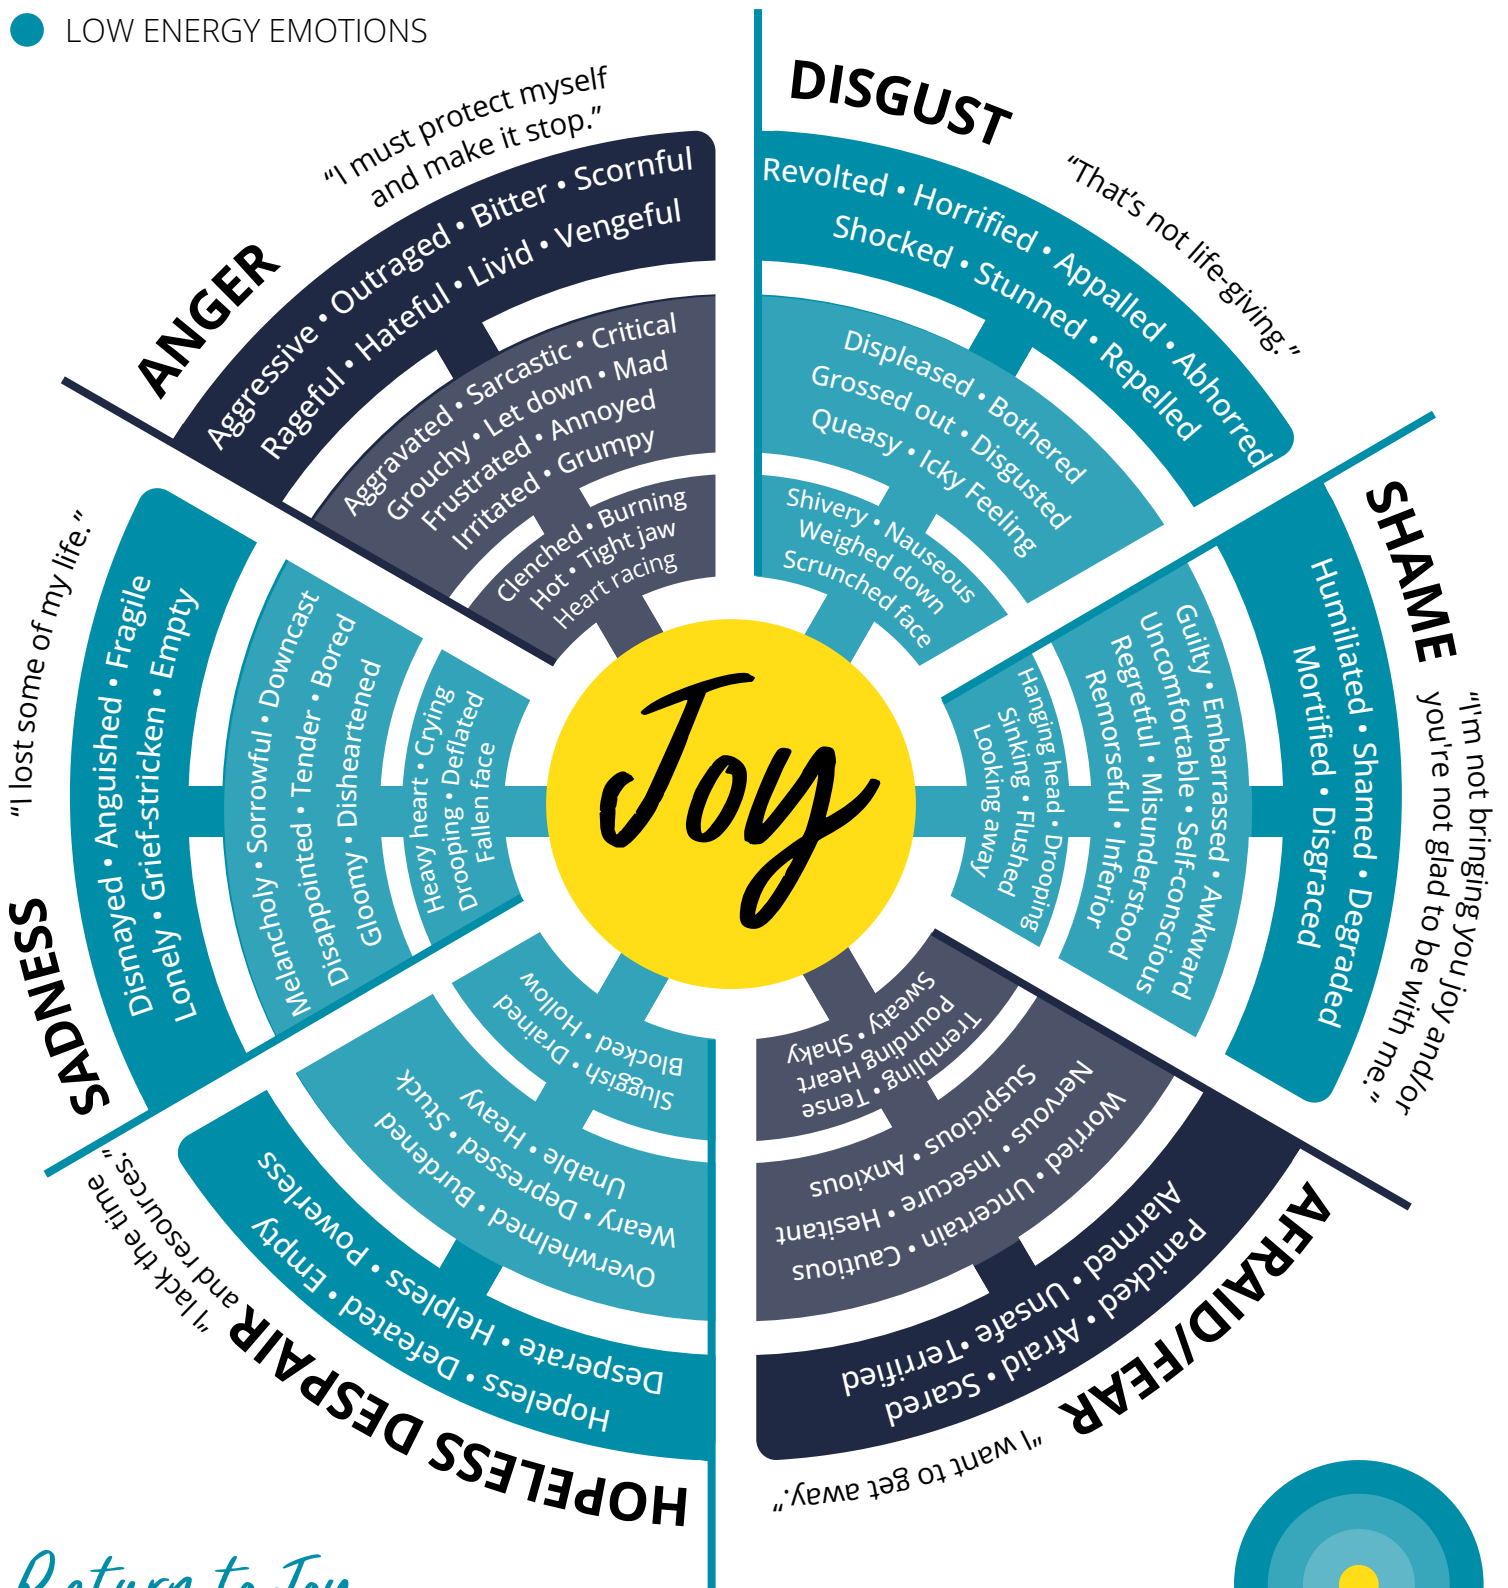 LOW ENERGY EMOTIONS
ANGER
“I must protect myself
and make it stop.”
Aggressive • Outraged • Bitter • Scornful
Rageful • Hateful • Livid • Vengeful
Aggravated • Sarcastic • Critical
Grouchy • Let down • Mad
Frustrated • Annoyed
Irritated • Grumpy
Clenched • Burning
Hot • Tight jaw
Heart racing
DISGUST
“That’s not life-giving.”
Revolted • Horrified • Appalled • Abhorred
Shocked • Stunned • Repelled
Displeased • Bothered
Grossed out • Disgusted
Queasy • Icky Feeling
Shivery • Nauseous
Weighed down
Scrunched face
SHAME
“I'm not bringing you joy and/or
you're not glad to be with me.”
Humiliated • Shamed • Degraded
Mortified • Disgraced
Guilty • Embarrassed • Awkward
Uncomfortable • Self-conscious
Regretful • Misunderstood
Remorseful • Inferior
Hanging head • Drooping
Sinking • Flushed
Looking away
AFRAID/FEAR
“I want to get away.”
Panicked • Afraid • Scared
Alarmed • Unsafe • Terrified
Worried • Uncertain • Cautious
Nervous • Insecure • Hesitant
Suspicious • Anxious
Trembling • Tense
Pounding Heart
Sweaty • Shaky
HOPELESS DESPAIR
“I lack the time
and resources.”
Hopeless • Defeated • Empty
Desperate • Helpless • Powerless
Overwhelmed • Burdened
Weary • Depressed • Stuck
Unable • Heavy
Sluggish • Drained
Blocked • Hollow
SADNESS
“I lost some of my life.”
Dismayed • Anguished • Fragile
Lonely • Grief-stricken • Empty
Melancholy • Sorrowful • Downcast
Disappointed • Tender • Bored
Gloomy • Disheartened
Heavy heart • Crying
Drooping • Deflated
Fallen face
Joy
Return to Joy